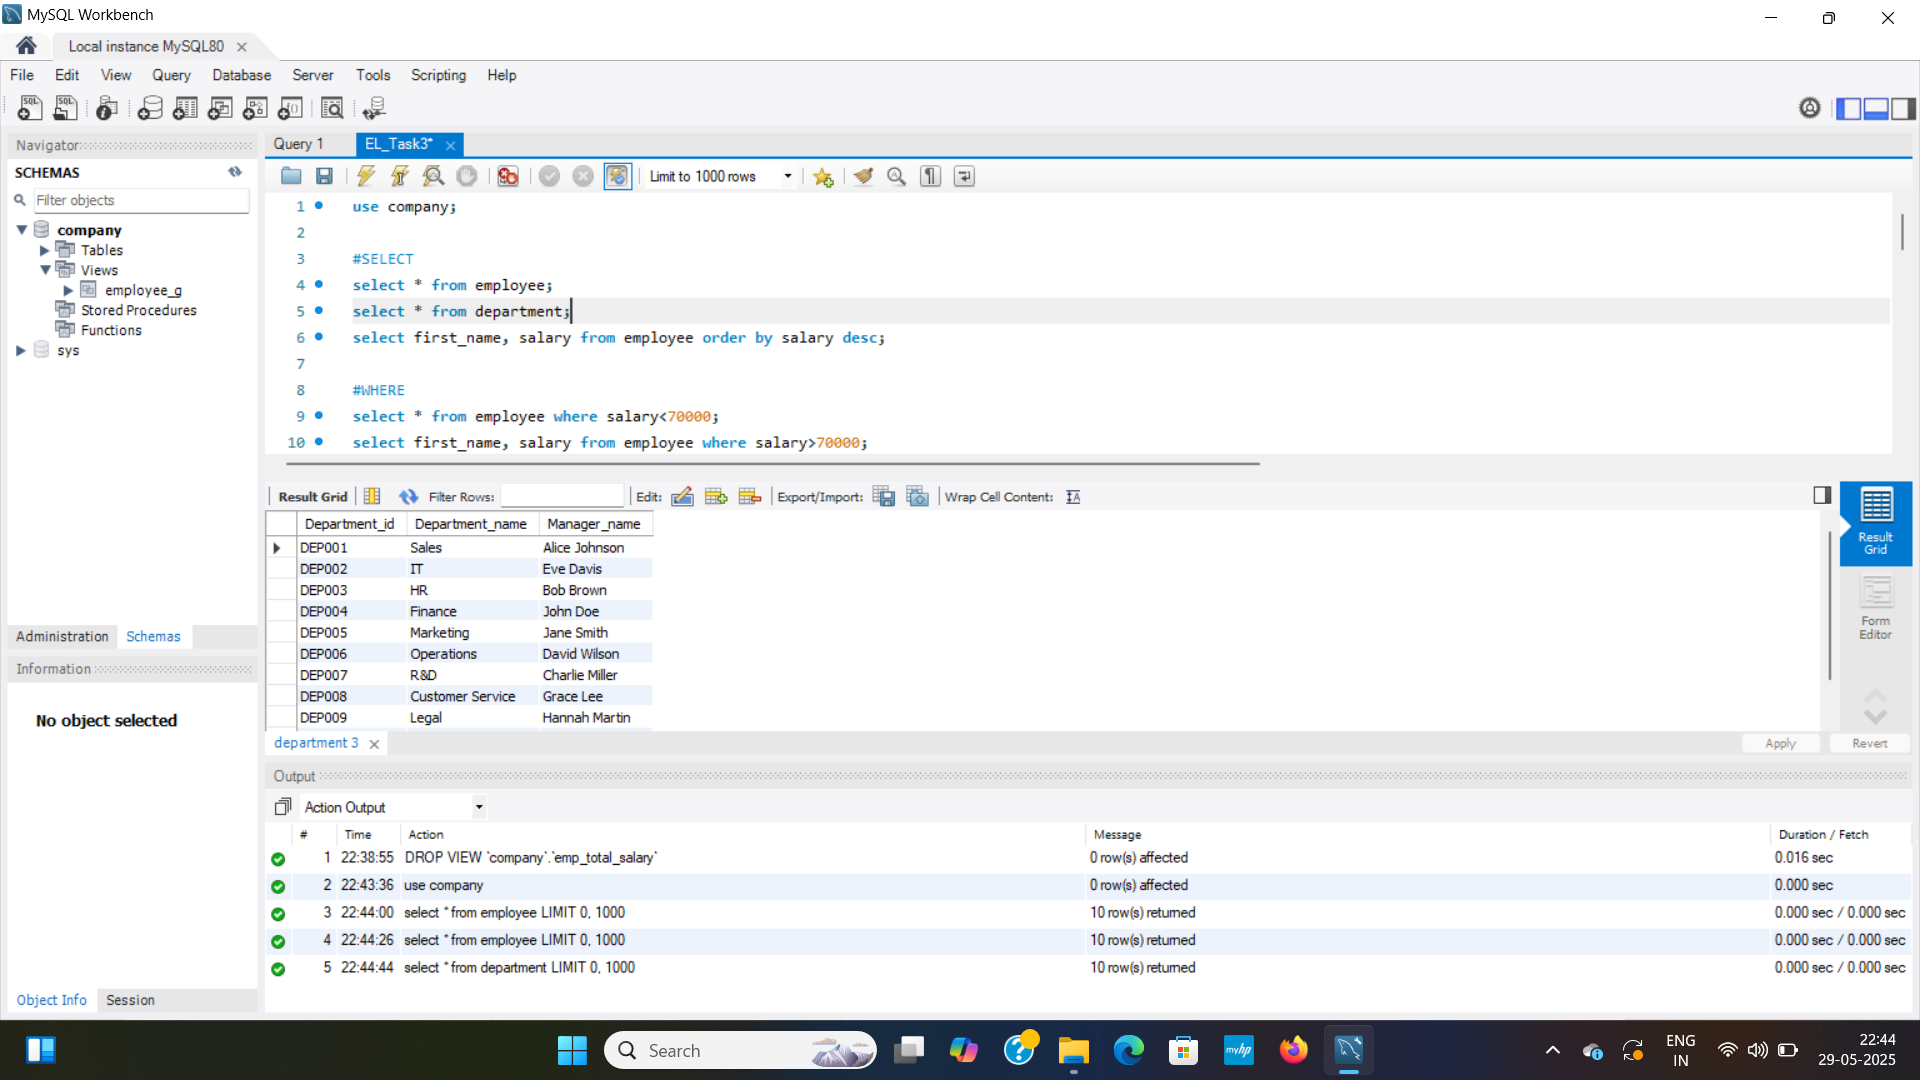 MySQL Workbench
Local instance MySQL80
File Edit View Query Database Server Tools Scripting Help
Navigator
SCHEMAS
Filter objects
company
Tables
Views
employee_g
Stored Procedures
Functions
sys
Administration Schemas
Information
No object selected
Object Info Session
Query 1 EL_Task3*
Limit to 1000 rows
1 use company;
2
3 #SELECT
4 select * from employee;
5 select * from department;
6 select first_name, salary from employee order by salary desc;
7
8 #WHERE
9 select * from employee where salary<70000;
10 select first_name, salary from employee where salary>70000;
Result Grid Filter Rows: Edit: Export/Import: Wrap Cell Content:
Department_id Department_name Manager_name
DEP001 Sales Alice Johnson
DEP002 IT Eve Davis
DEP003 HR Bob Brown
DEP004 Finance John Doe
DEP005 Marketing Jane Smith
DEP006 Operations David Wilson
DEP007 R&D Charlie Miller
DEP008 Customer Service Grace Lee
DEP009 Legal Hannah Martin
Result
Grid
Form
Editor
department 3
Apply Revert
Output
Action Output
# Time Action Message Duration / Fetch
1 22:38:55 DROP VIEW `company`.`emp_total_salary` 0 row(s) affected 0.016 sec
2 22:43:36 use company 0 row(s) affected 0.000 sec
3 22:44:00 select * from employee LIMIT 0, 1000 10 row(s) returned 0.000 sec / 0.000 sec
4 22:44:26 select * from employee LIMIT 0, 1000 10 row(s) returned 0.000 sec / 0.000 sec
5 22:44:44 select * from department LIMIT 0, 1000 10 row(s) returned 0.000 sec / 0.000 sec
Search
myhp
ENG
IN
22:44
29-05-2025